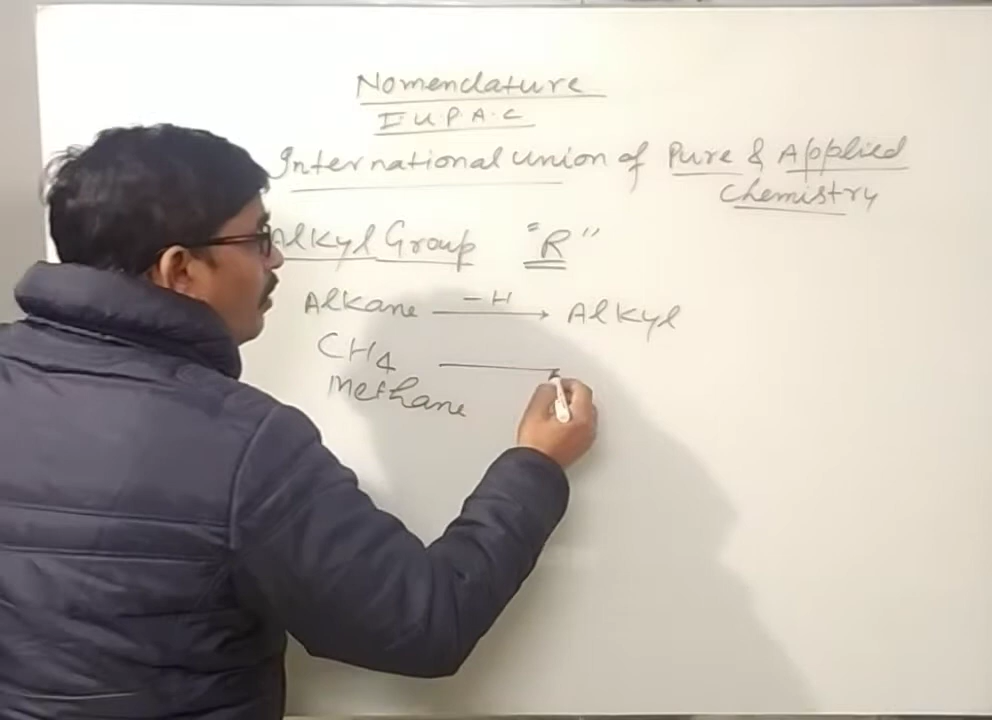 Nomenclature
I.U.P.A.C
International Union of Pure & Applied
Chemistry
Alkyl Group "R"
Alkane -H Alkyl
CH4
Methane